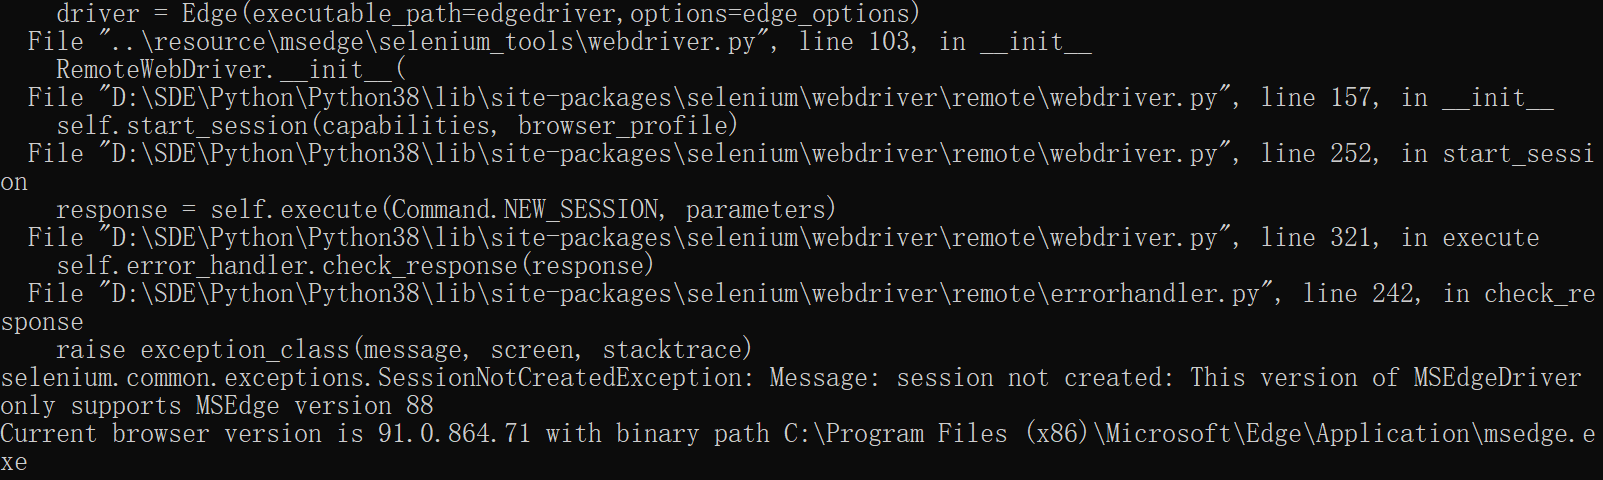 driver = Edge(executable_path=edgedriver,options=edge_options)
  File "..\resource\msedge\selenium_tools\webdriver.py", line 103, in __init__
    RemoteWebDriver.__init__(
  File "D:\SDE\Python\Python38\lib\site-packages\selenium\webdriver\remote\webdriver.py", line 157, in __init__
    self.start_session(capabilities, browser_profile)
  File "D:\SDE\Python\Python38\lib\site-packages\selenium\webdriver\remote\webdriver.py", line 252, in start_sessi
on
    response = self.execute(Command.NEW_SESSION, parameters)
  File "D:\SDE\Python\Python38\lib\site-packages\selenium\webdriver\remote\webdriver.py", line 321, in execute
    self.error_handler.check_response(response)
  File "D:\SDE\Python\Python38\lib\site-packages\selenium\webdriver\remote\errorhandler.py", line 242, in check_re
sponse
    raise exception_class(message, screen, stacktrace)
selenium.common.exceptions.SessionNotCreatedException: Message: session not created: This version of MSEdgeDriver
only supports MSEdge version 88
Current browser version is 91.0.864.71 with binary path C:\Program Files (x86)\Microsoft\Edge\Application\msedge.e
xe